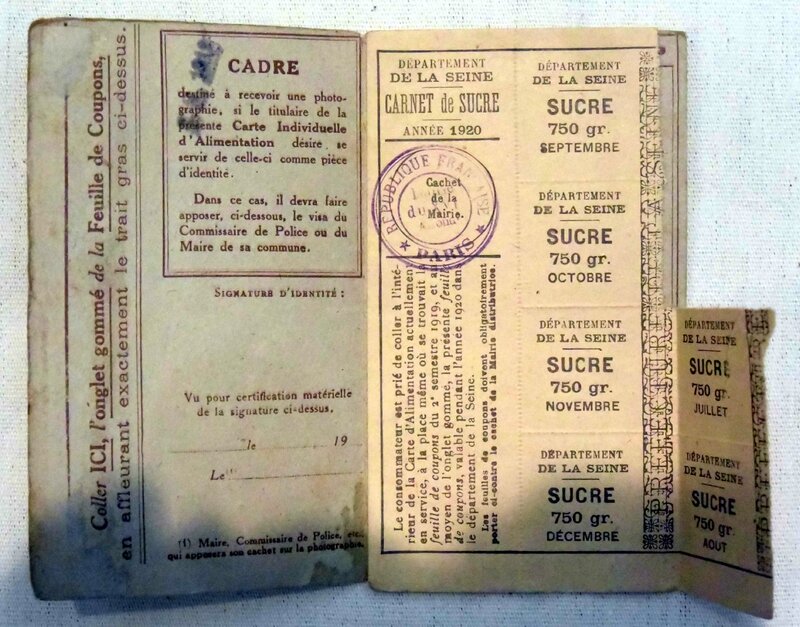 Coller ICI, l'onglet gommé de la Feuille de Coupons,
en affleurant exactement le trait gras ci-dessus.
CADRE
destiné à recevoir une photo-
graphie, si le titulaire de la
présente Carte Individuelle
d'Alimentation désire se
servir de celle-ci comme pièce
d'identité.
Dans ce cas, il devra faire
apposer, ci-dessous, le visa du
Commissaire de Police ou du
Maire de sa commune.
SIGNATURE D'IDENTITÉ :
Vu pour certification matérielle
de la signature ci-dessus.
le 19
Le
(1) Maire, Commissaire de Police, etc.,
qui apposera son cachet sur la photographie.
DÉPARTEMENT
DE LA SEINE
CARNET de SUCRE
ANNÉE 1920
RÉPUBLIQUE FRANÇAISE
PARIS
Cachet
de la
Mairie.
Le consommateur est prié de coller à l'inté-
rieur de la Carte d'Alimentation actuellement
en service, à la place même où se trouvait la
feuille de coupons du 2e semestre 1919, et au
moyen de l'onglet gommé, la présente feuille
de coupons, valable pendant l'année 1920 dans
le département de la Seine.
Les feuilles de coupons doivent obligatoirement
porter ci-contre le cachet de la Mairie distributrice.
DÉPARTEMENT
DE LA SEINE
SUCRE
750 gr.
SEPTEMBRE
DÉPARTEMENT
DE LA SEINE
SUCRE
750 gr.
OCTOBRE
DÉPARTEMENT
DE LA SEINE
SUCRE
750 gr.
NOVEMBRE
DÉPARTEMENT
DE LA SEINE
SUCRE
750 gr.
DÉCEMBRE
DÉPARTEMENT
DE LA SEINE
SUCRE
750 gr.
JUILLET
DÉPARTEMENT
DE LA SEINE
SUCRE
750 gr.
AOUT